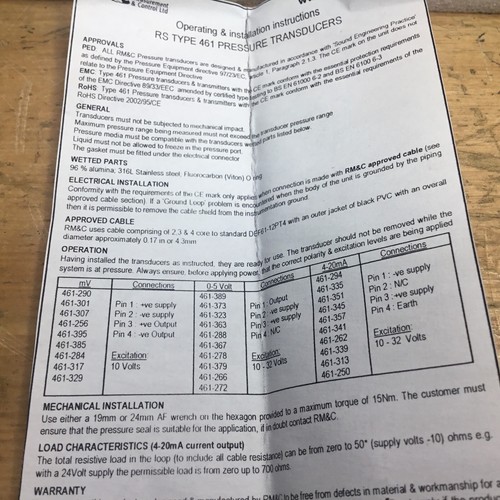 Measurement
& Control Ltd
Operating & installation instructions
RS TYPE 461 PRESSURE TRANSDUCERS
APPROVALS
PED ALL RM&C Pressure transducers are designed & manufactured in accordance with 'Sound Engineering Practice'
as defined by the Pressure Equipment directive 97/23/EC, Article 1, Paragraph 2.1.3. The CE mark on the unit does not
relate to the Pressure Equipment Directive
EMC Type 461 Pressure transducers & transmitters with the CE mark conform with the essential protection requirements
of the EMC Directive 89/33/EEC amended by certified type testing to BS EN 61000 6-2 and BS EN 6100 6-3
RoHS Type 461 Pressure transducers & transmitters with the CE mark conform with the essential requirements of the
RoHS Directive 2002/95/CE
GENERAL
Transducers must not be subjected to mechanical impact.
Maximum pressure range being measured must not exceed the transducer pressure range
Pressure media must be compatible with the transducers wetted parts listed below.
Liquid must not be allowed to freeze in the pressure port.
The gasket must be fitted under the electrical connector
WETTED PARTS
96 % alumina; 316L Stainless steel, Fluorocarbon (Viton) O ring
ELECTRICAL INSTALLATION
Conformity with the requirements of the CE mark only applies when connection is made with RM&C approved cable (see
approved cable section). If a 'Ground Loop' problem is encountered when the body of the unit is grounded by the piping
then it is permissible to remove the cable shield from the instrumentation ground.
APPROVED CABLE
RM&C uses cable comprising of 2,3 & 4 core to standard DEF61-12PT4 with an outer jacket of black PVC with an overall
diameter approximately 0.17 in or 4.3mm
OPERATION
Having installed the transducers as instructed, they are ready for use. The transducer should not be removed while the
system is at pressure. Always ensure, before applying power, that the correct polarity & excitation levels are being applied
mV Connections 0-5 Volt Connections 4-20mA Connections
461-290 461-389 461-294
461-301 Pin 1: +ve supply 461-373 Pin 1: Output 461-335 Pin 1: -ve supply
461-307 Pin 2: -ve supply 461-323 Pin 2: -ve supply 461-351 Pin 2: N/C
461-256 Pin 3: +ve Output 461-363 Pin 3: +ve supply 461-345 Pin 3: +ve supply
461-395 Pin 4: -ve Output 461-288 Pin 4: N/C 461-357 Pin 4: Earth
461-385 461-367 461-341
461-284 Excitation: 461-278 Excitation: 461-262 Excitation:
461-317 10 Volts 461-379 10 - 32 Volts 461-339 10 - 32 Volts
461-329 461-266 461-313
461-272 461-250
MECHANICAL INSTALLATION
Use either a 19mm or 24mm AF wrench on the hexagon provided to a maximum torque of 15Nm. The customer must
ensure that the pressure seal is suitable for the application, if in doubt contact RM&C.
LOAD CHARACTERISTICS (4-20mA current output)
The total resistive load in the loop (to include all cable resistance) can be from zero to 50* (supply volts -10) ohms e.g.
with a 24Volt supply the permissible load is from zero up to 700 ohms.
WARRANTY
manufactured by RM&C to be free from defects in material & workmanship for